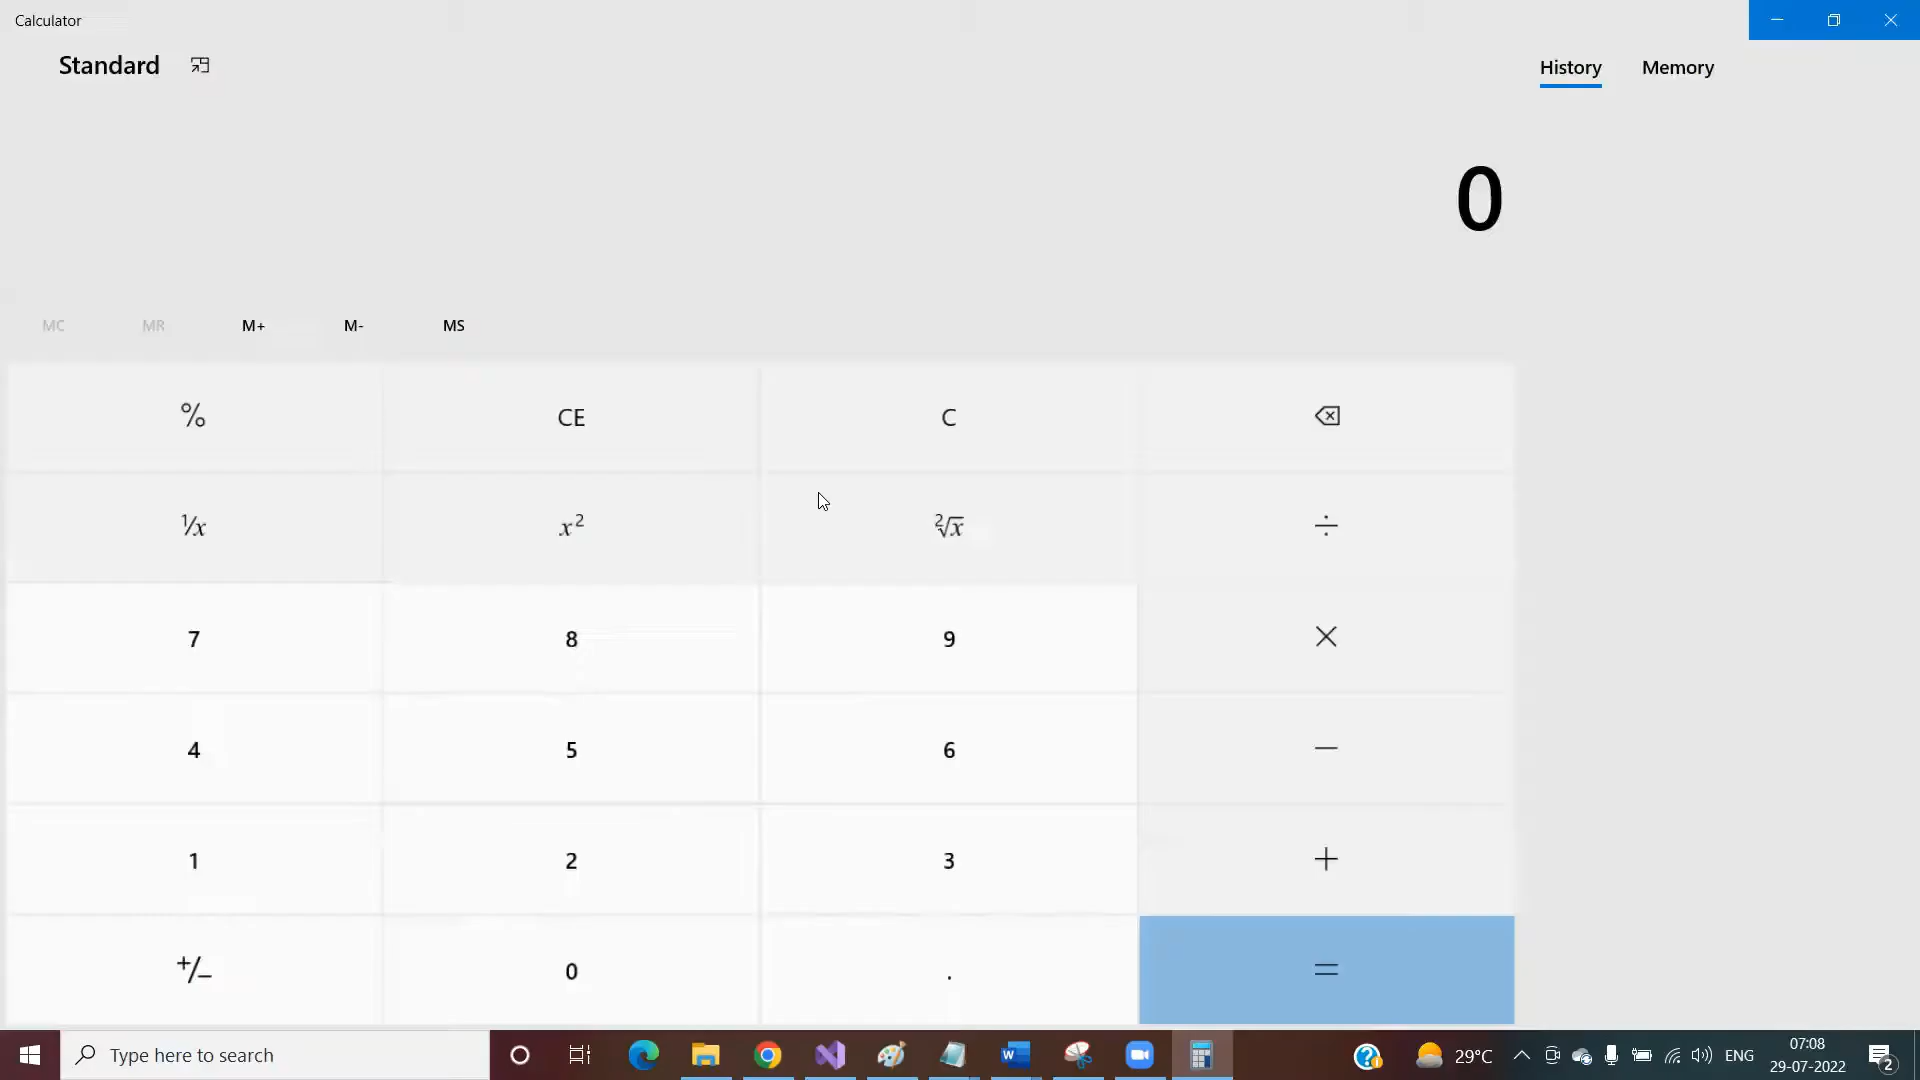 Calculator
Standard
History Memory
0
MC MR M+ M- MS
% CE C
⅟x x² ²√x ÷
7 8 9 ×
4 5 6 −
1 2 3 +
+/− 0 . =
Type here to search
29°C ENG 07:08
29-07-2022
2